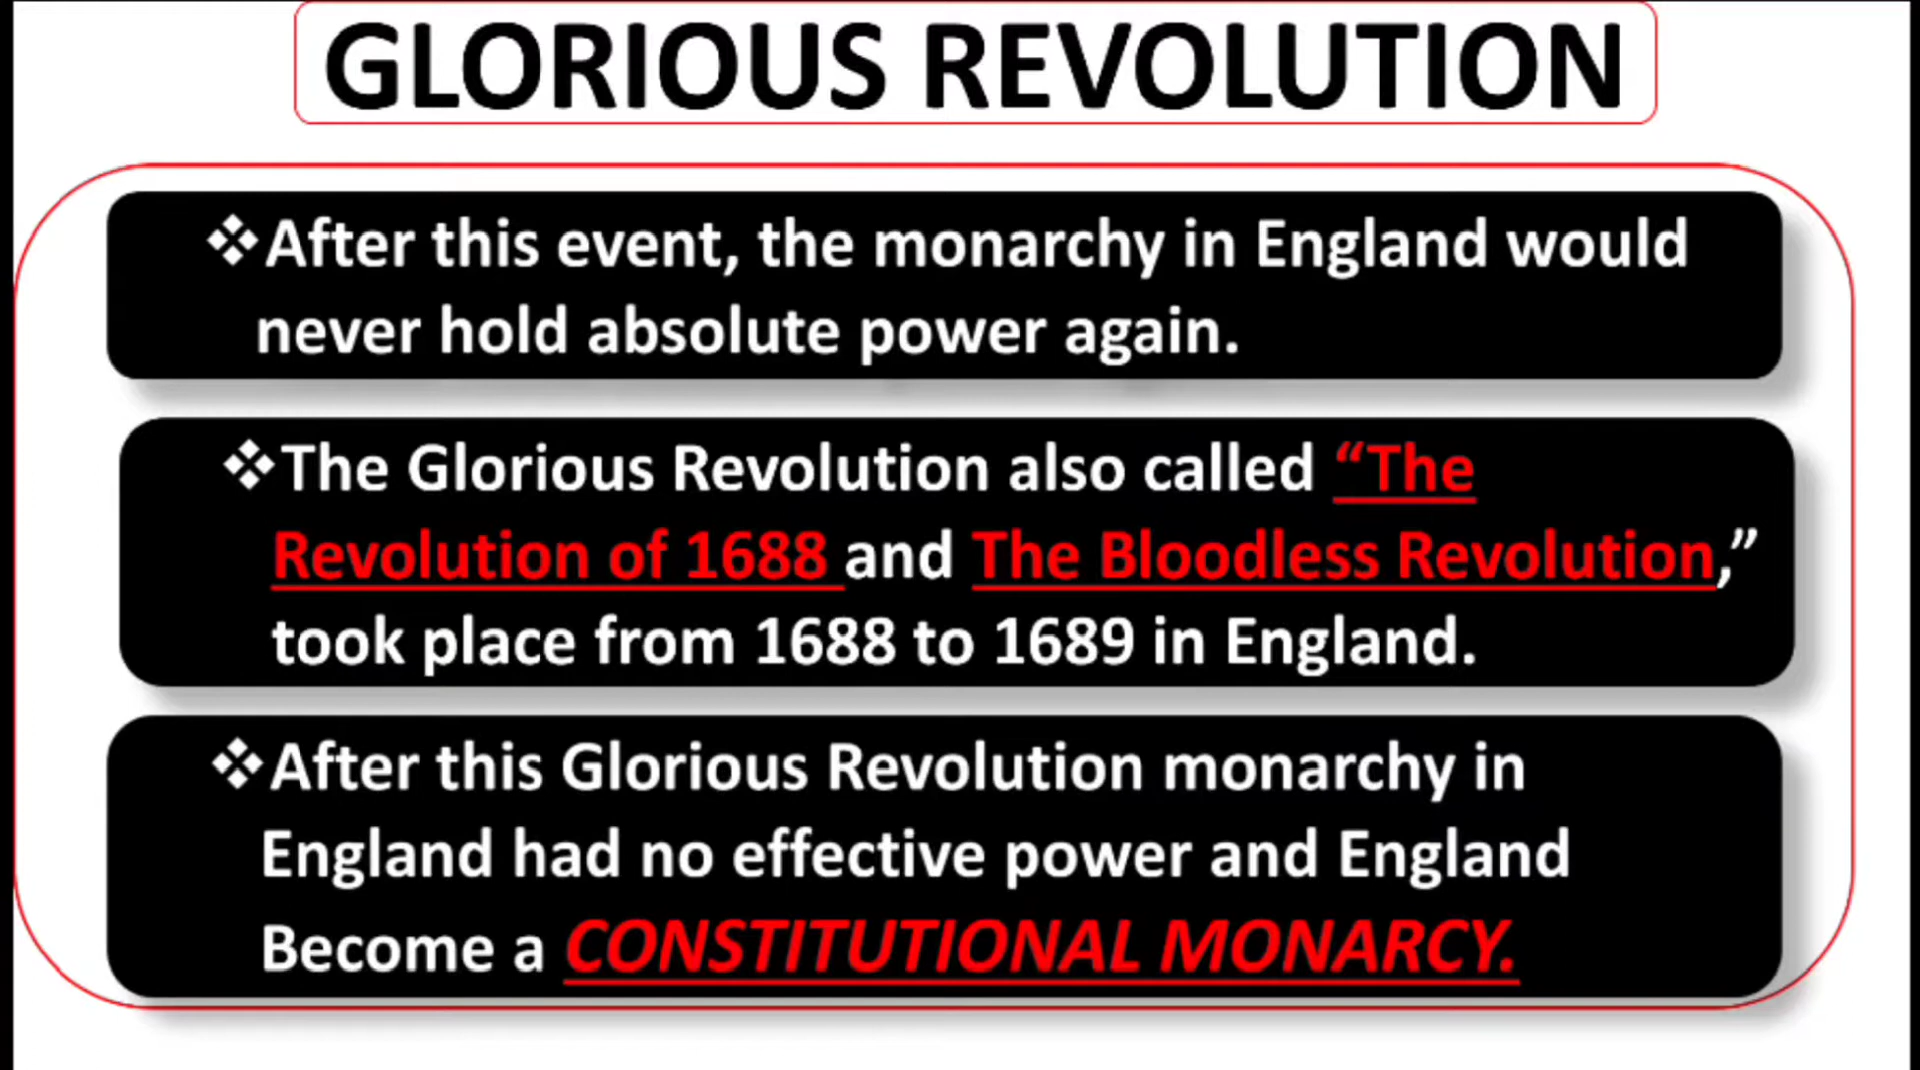 GLORIOUS REVOLUTION
❖After this event, the monarchy in England would
never hold absolute power again.
❖The Glorious Revolution also called “The
Revolution of 1688 and The Bloodless Revolution,”
took place from 1688 to 1689 in England.
❖After this Glorious Revolution monarchy in
England had no effective power and England
Become a CONSTITUTIONAL MONARCY.